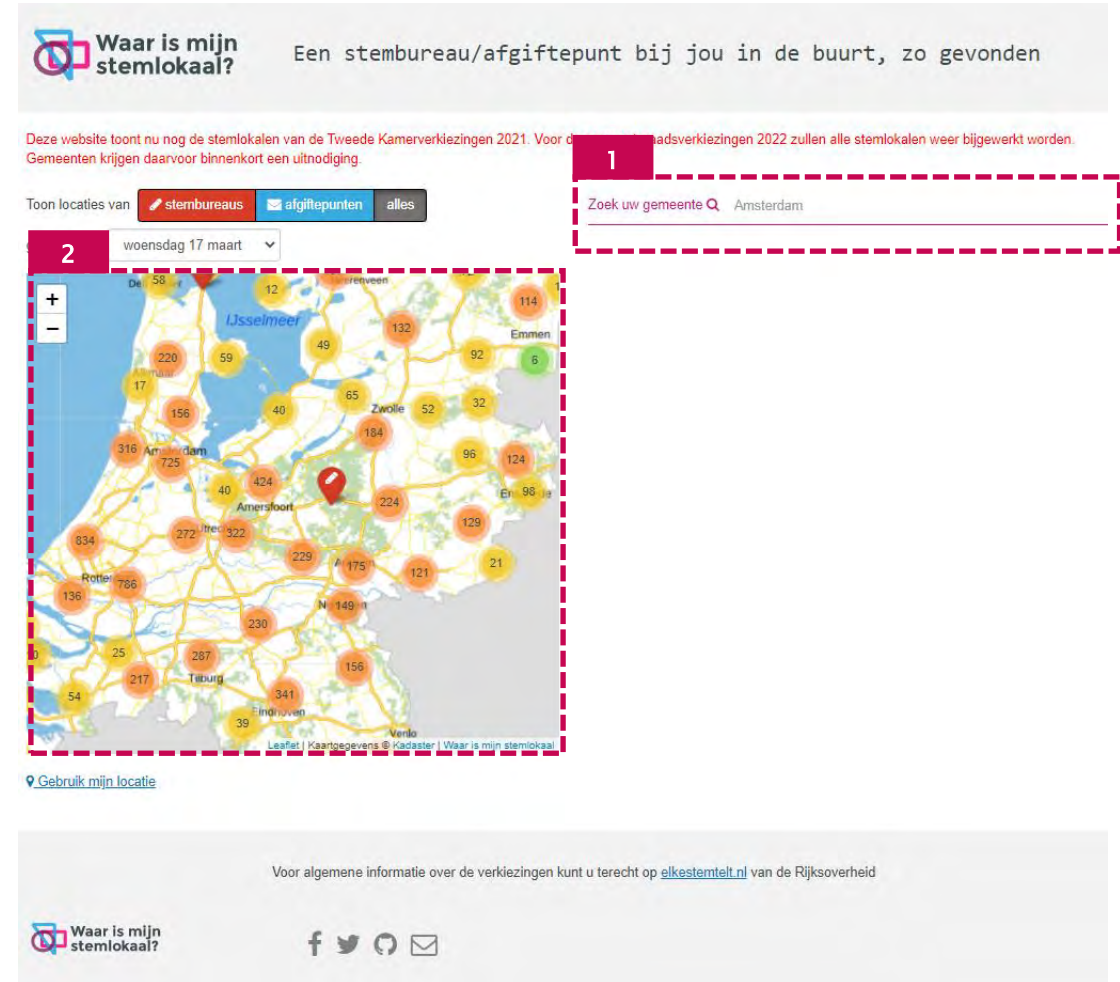 Waar is mijn
stemlokaal?
Een stembureau/afgiftepunt bij jou in de buurt, zo gevonden
Deze website toont nu nog de stemlokalen van de Tweede Kamerverkiezingen 2021. Voor d adsverkiezingen 2022 zullen alle stemlokalen weer bijgewerkt worden.
Gemeenten krijgen daarvoor binnenkort een uitnodiging.
1
Toon locaties van stembureaus afgiftepunten alles
Zoek uw gemeente Amsterdam
2
woensdag 17 maart
+
−
58
12
erenveen
114
IJsselmeer
132
Emmen
49
220
59
92
6
17
65
32
156
40
Zwolle
52
184
316
Amsterdam
725
96
124
424
40
98
Amersfoort
224
272
322
129
834
229
175
21
121
786
136
149
230
25
287
156
217
Tilburg
54
341
39
Eindhoven
Venlo
Leaflet | Kaartgegevens © Kadaster | Waar is mijn stemlokaal
Gebruik mijn locatie
Voor algemene informatie over de verkiezingen kunt u terecht op elkestemtelt.nl van de Rijksoverheid
Waar is mijn
stemlokaal?